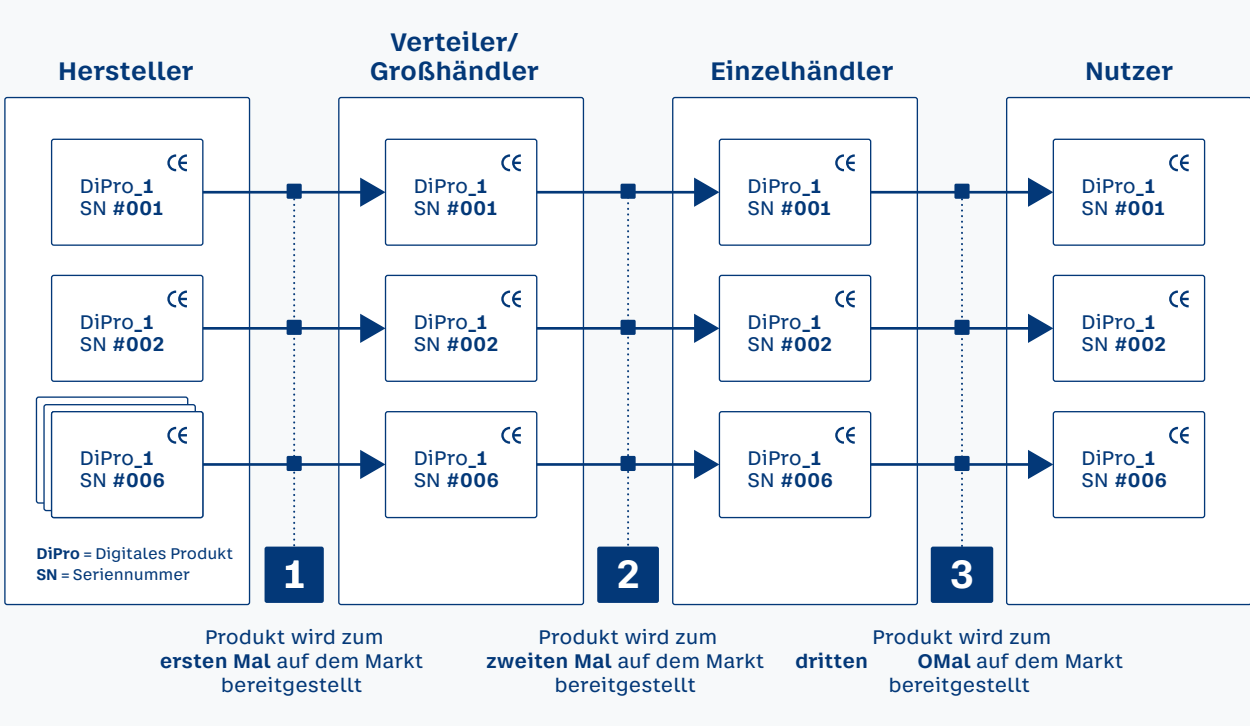 Hersteller
Verteiler/
Großhändler
Einzelhändler
Nutzer
CE
DiPro_1
SN #001
CE
DiPro_1
SN #001
CE
DiPro_1
SN #001
CE
DiPro_1
SN #001
CE
DiPro_1
SN #002
CE
DiPro_1
SN #002
CE
DiPro_1
SN #002
CE
DiPro_1
SN #002
CE
DiPro_1
SN #006
CE
DiPro_1
SN #006
CE
DiPro_1
SN #006
CE
DiPro_1
SN #006
DiPro = Digitales Produkt
SN = Seriennummer
1
2
3
Produkt wird zum
ersten Mal auf dem Markt
bereitgestellt
Produkt wird zum
zweiten Mal auf dem Markt
bereitgestellt
Produkt wird zum
dritten OMal auf dem Markt
bereitgestellt